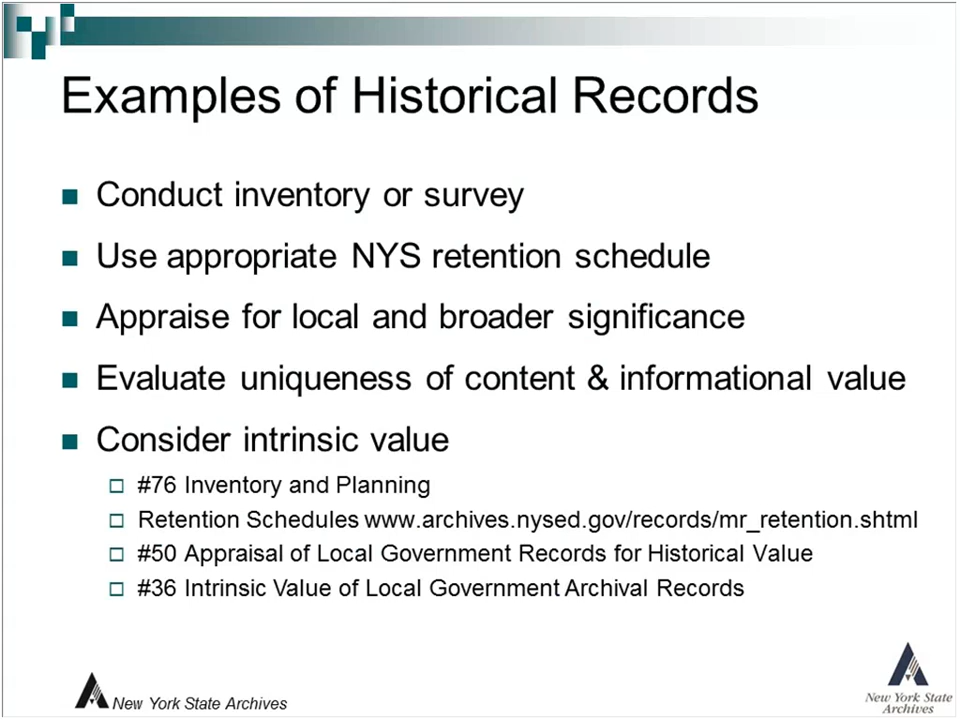 Examples of Historical Records
Conduct inventory or survey
Use appropriate NYS retention schedule
Appraise for local and broader significance
Evaluate uniqueness of content & informational value
Consider intrinsic value
#76 Inventory and Planning
Retention Schedules www.archives.nysed.gov/records/mr_retention.shtml
#50 Appraisal of Local Government Records for Historical Value
#36 Intrinsic Value of Local Government Archival Records
New York State Archives
New York State
Archives